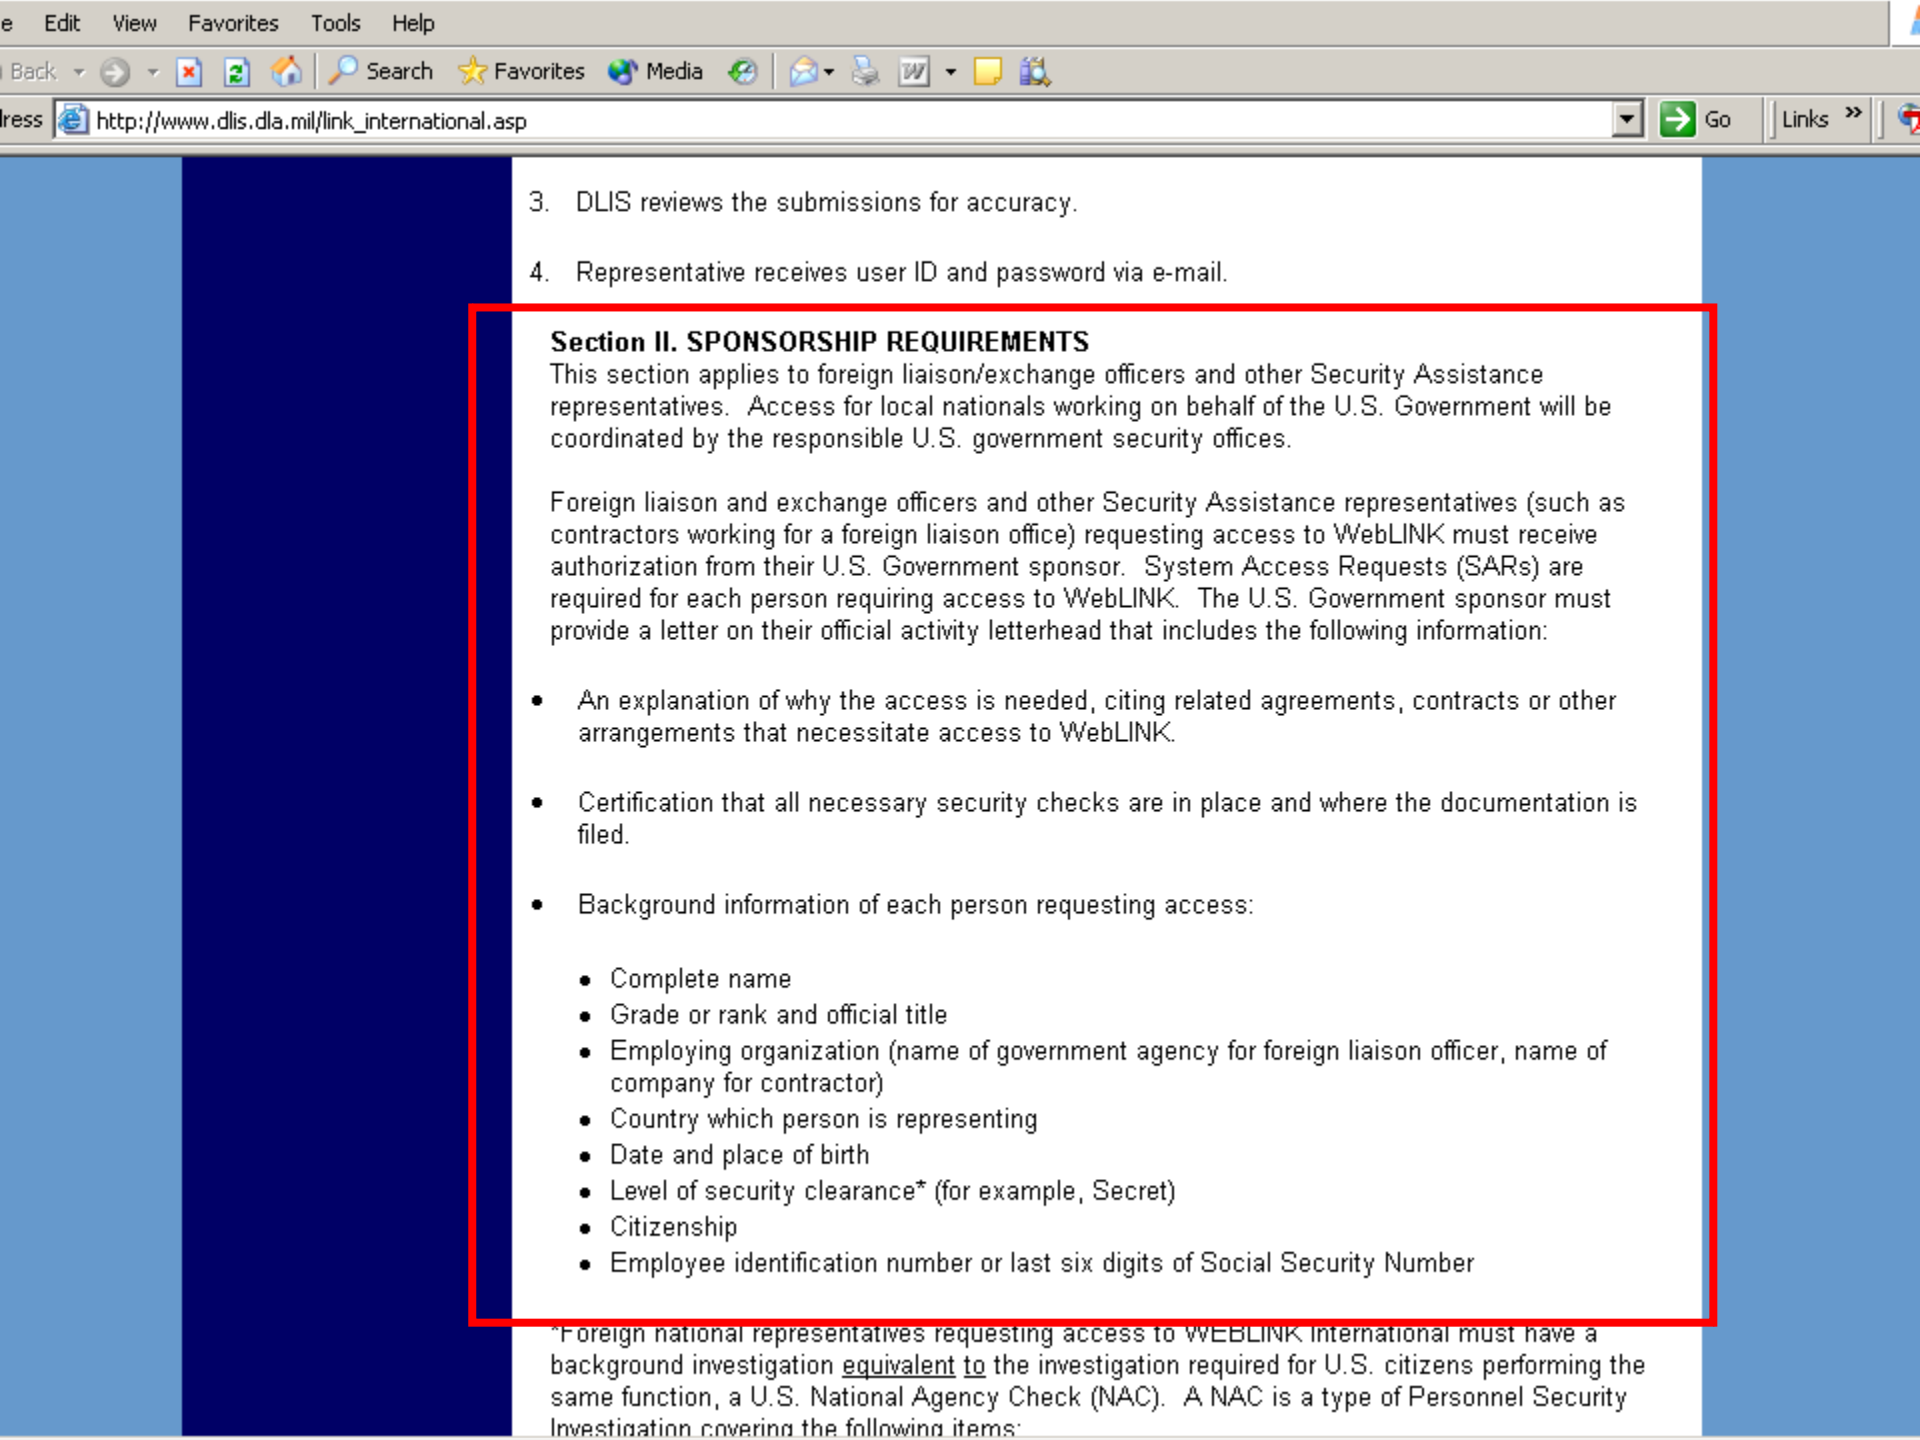 e Edit View Favorites Tools Help
Back Search Favorites Media
ress http://www.dlis.dla.mil/link_international.asp Go Links »
3. DLIS reviews the submissions for accuracy.
4. Representative receives user ID and password via e-mail.
Section II. SPONSORSHIP REQUIREMENTS
This section applies to foreign liaison/exchange officers and other Security Assistance
representatives. Access for local nationals working on behalf of the U.S. Government will be
coordinated by the responsible U.S. government security offices.
Foreign liaison and exchange officers and other Security Assistance representatives (such as
contractors working for a foreign liaison office) requesting access to WebLINK must receive
authorization from their U.S. Government sponsor. System Access Requests (SARs) are
required for each person requiring access to WebLINK. The U.S. Government sponsor must
provide a letter on their official activity letterhead that includes the following information:
• An explanation of why the access is needed, citing related agreements, contracts or other
arrangements that necessitate access to WebLINK.
• Certification that all necessary security checks are in place and where the documentation is
filed.
• Background information of each person requesting access:
• Complete name
• Grade or rank and official title
• Employing organization (name of government agency for foreign liaison officer, name of
company for contractor)
• Country which person is representing
• Date and place of birth
• Level of security clearance* (for example, Secret)
• Citizenship
• Employee identification number or last six digits of Social Security Number
*Foreign national representatives requesting access to WEBLINK International must have a
background investigation equivalent to the investigation required for U.S. citizens performing the
same function, a U.S. National Agency Check (NAC). A NAC is a type of Personnel Security
Investigation covering the following items: